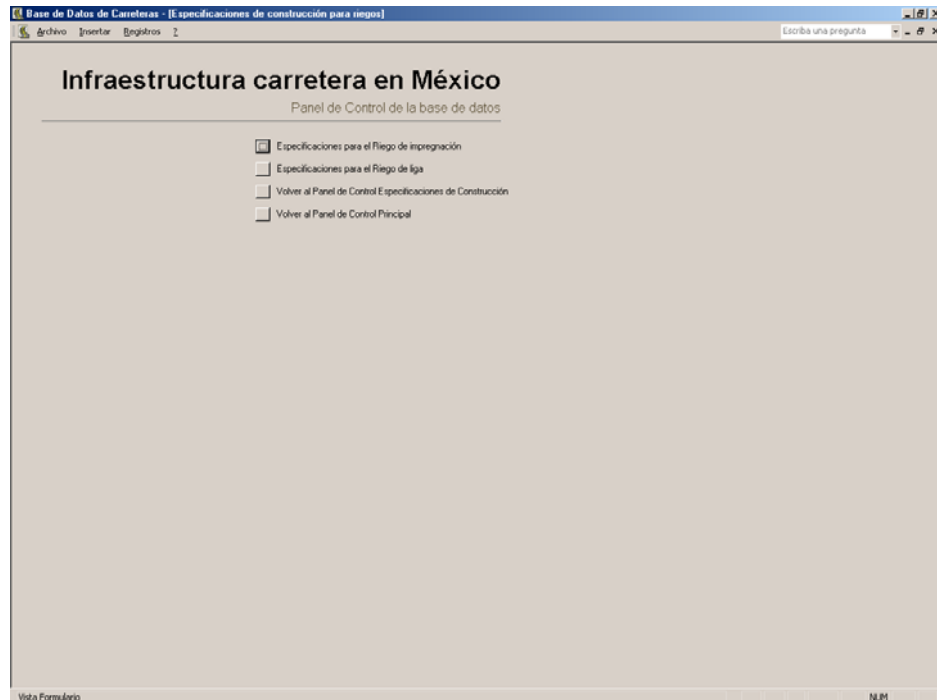 Base de Datos de Carreteras - [Especificaciones de construcción para riegos]
Archivo Insertar Registros ? Escriba una pregunta
Infraestructura carretera en México
Panel de Control de la base de datos
Especificaciones para el Riego de impregnación
Especificaciones para el Riego de liga
Volver al Panel de Control Especificaciones de Construcción
Volver al Panel de Control Principal
Vista Formulario NUM